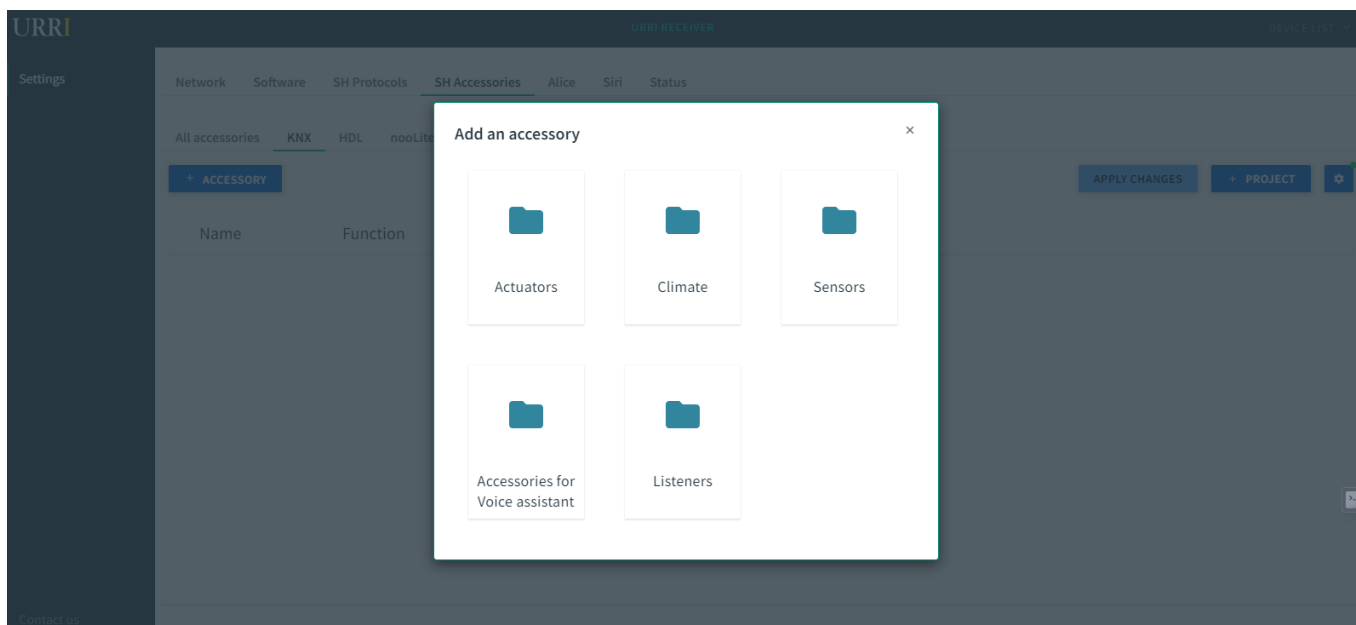 URRI
URRI RECEIVER
DEVICE LIST
Settings
Network Software SH Protocols SH Accessories Alice Siri Status
All accessories KNX HDL nooLite
+ ACCESSORY
APPLY CHANGES
+ PROJECT
Name Function
Add an accessory
×
Actuators Climate Sensors
Accessories for
Voice assistant
Listeners
Contact us